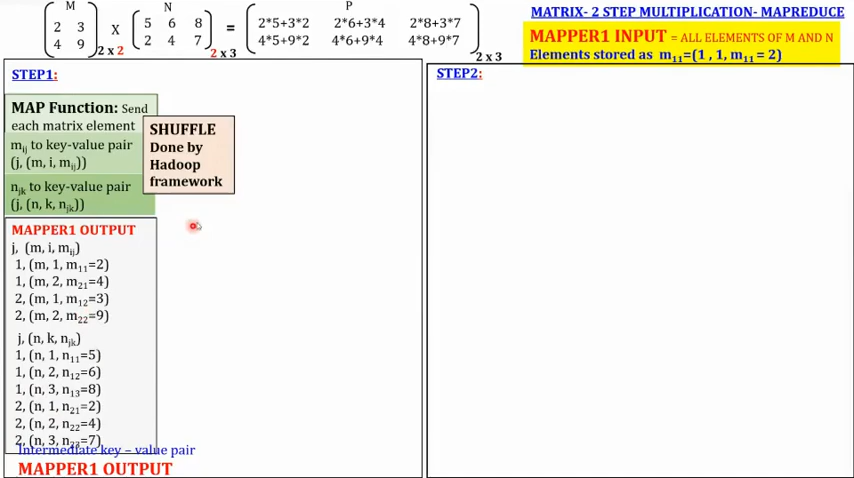 M
N
P
2 3
4 9
2 x 2
X
5 6 8
2 4 7
2 x 3
=
2*5+3*2 2*6+3*4 2*8+3*7
4*5+9*2 4*6+9*4 4*8+9*7
2 x 3
MATRIX- 2 STEP MULTIPLICATION- MAPREDUCE
MAPPER1 INPUT = ALL ELEMENTS OF M AND N
Elements stored as m11=(1 , 1, m11 = 2)
STEP1:
MAP Function: Send
each matrix element
mij to key-value pair
(j, (m, i, mij))
njk to key-value pair
(j, (n, k, njk))
SHUFFLE
Done by
Hadoop
framework
MAPPER1 OUTPUT
j, (m, i, mij)
1, (m, 1, m11=2)
1, (m, 2, m21=4)
2, (m, 1, m12=3)
2, (m, 2, m22=9)
j, (n, k, njk)
1, (n, 1, n11=5)
1, (n, 2, n12=6)
1, (n, 3, n13=8)
2, (n, 1, n21=2)
2, (n, 2, n22=4)
2, (n, 3, n23=7)
Intermediate key – value pair
MAPPER1 OUTPUT
STEP2: